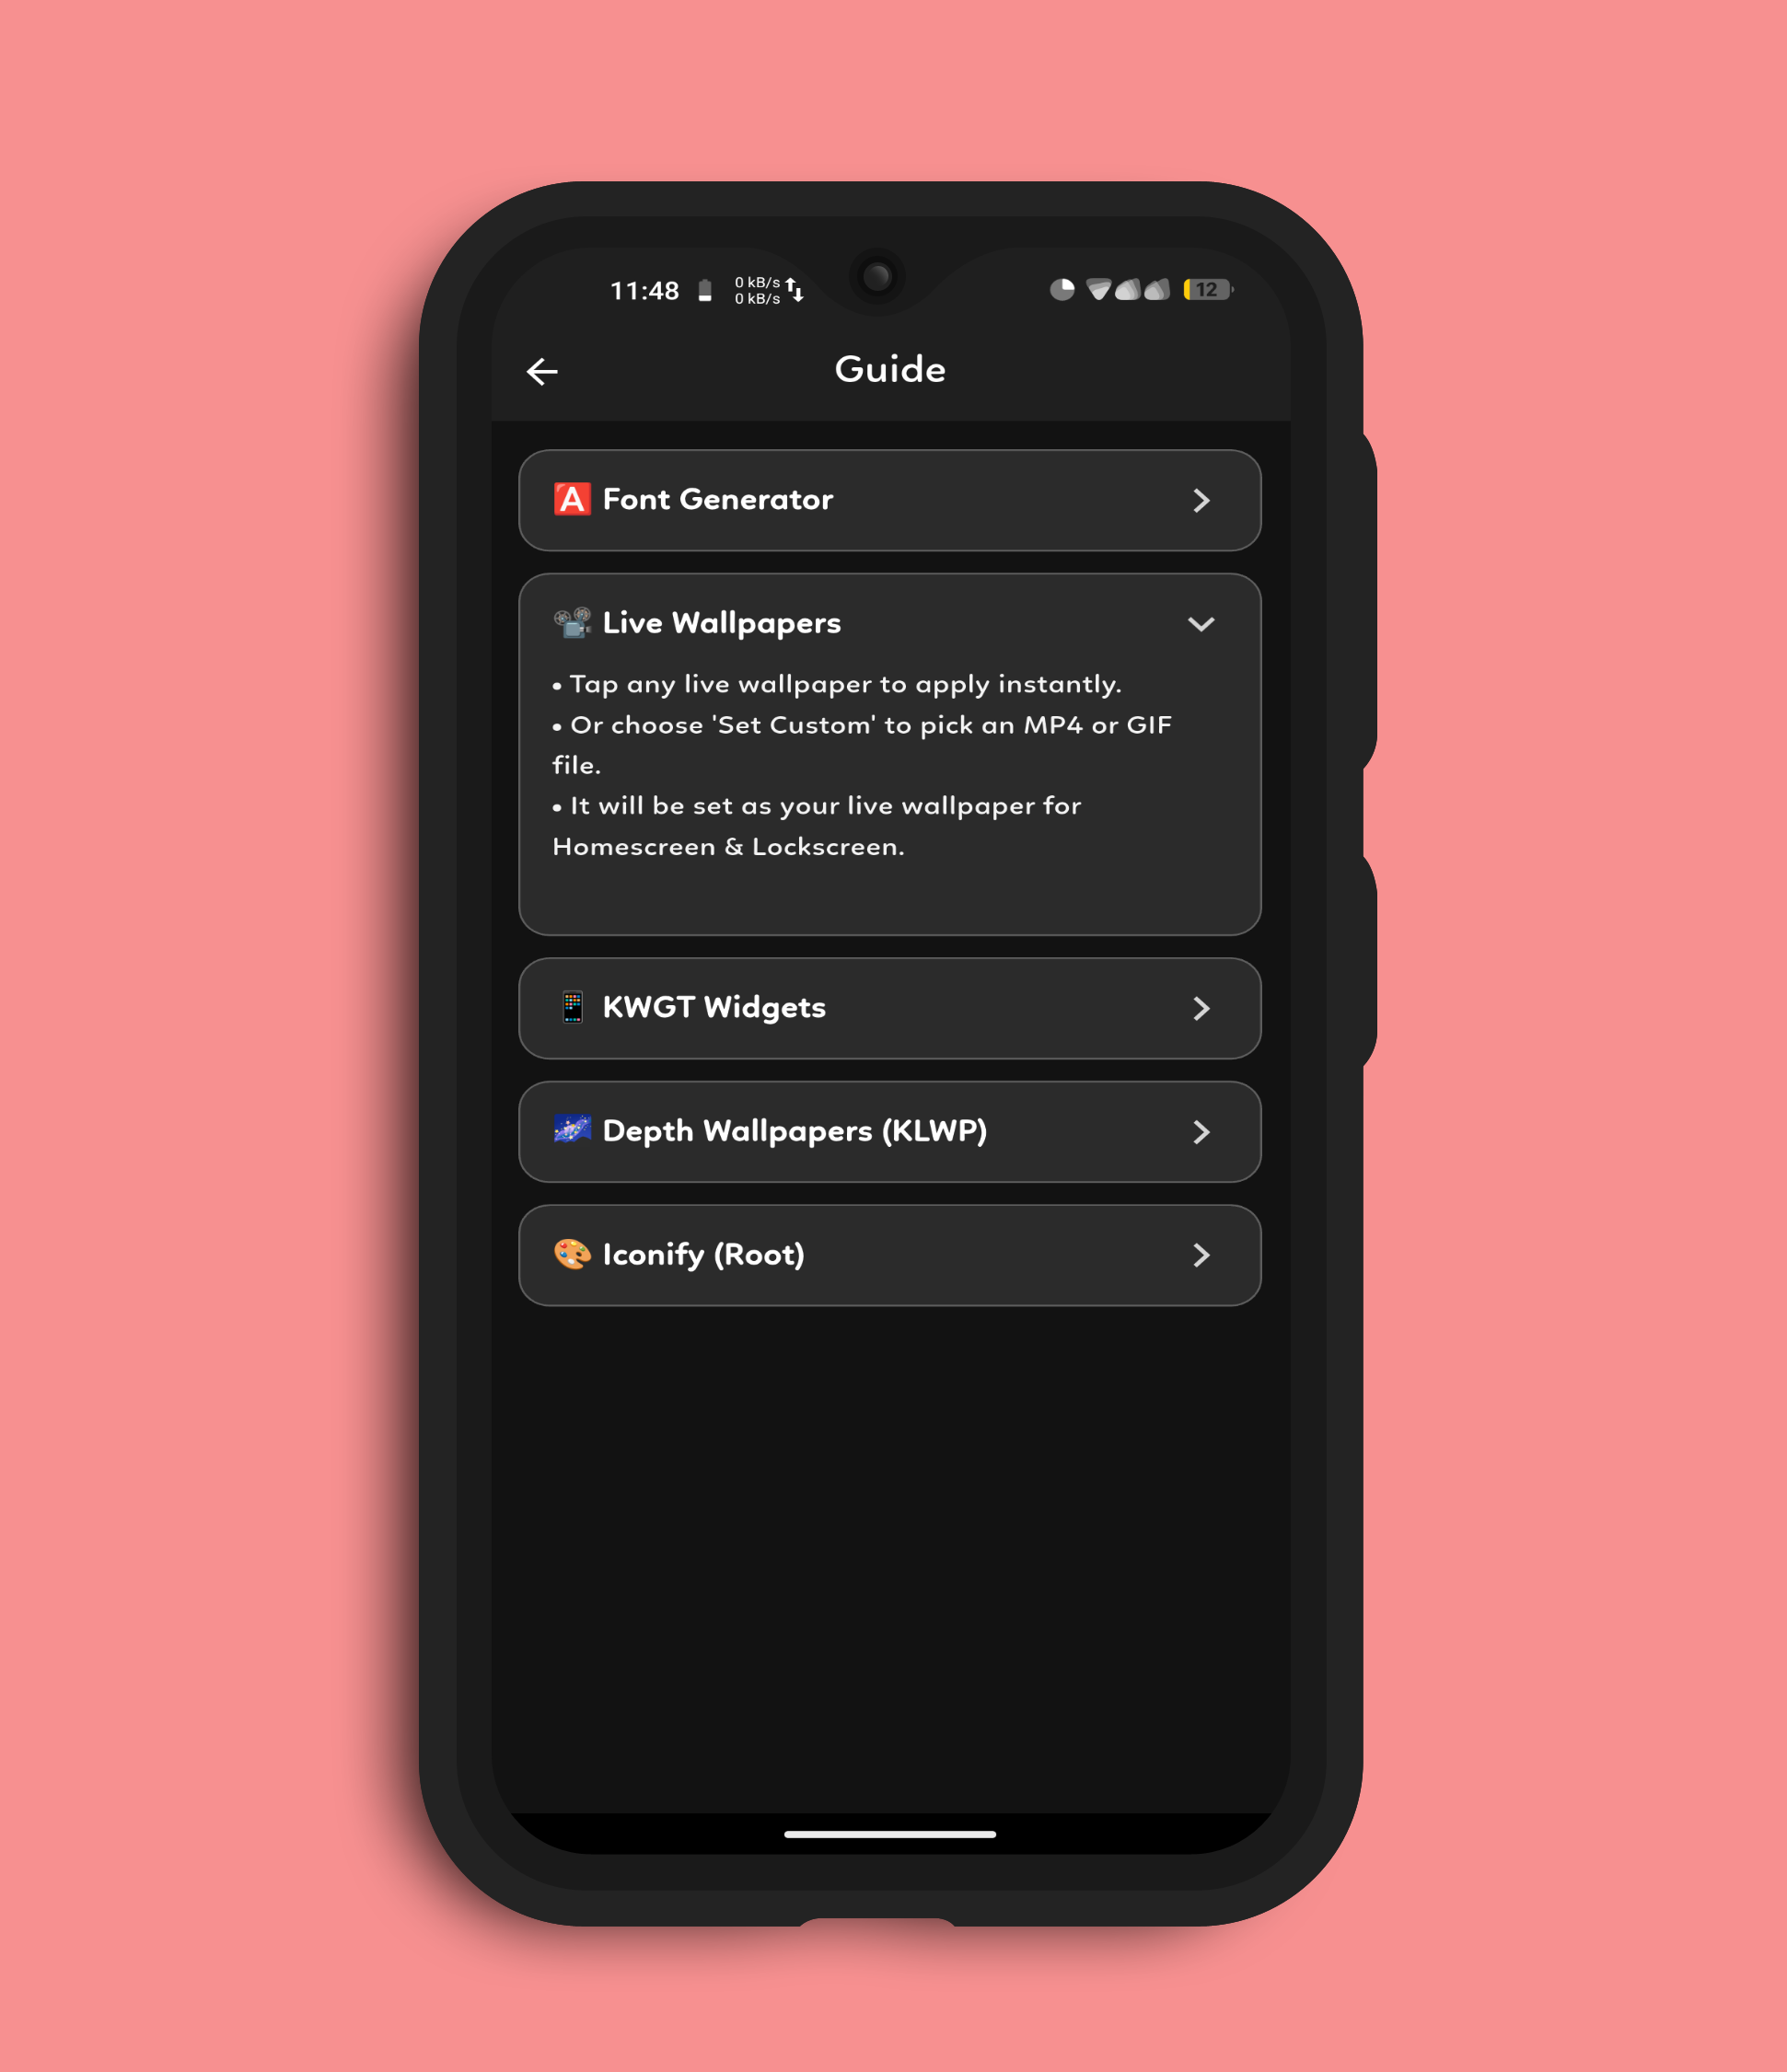 11:48 0 kB/s
0 kB/s
12
Guide
🅰 Font Generator
📽 Live Wallpapers
• Tap any live wallpaper to apply instantly.
• Or choose 'Set Custom' to pick an MP4 or GIF
file.
• It will be set as your live wallpaper for
Homescreen & Lockscreen.
📱 KWGT Widgets
🌌 Depth Wallpapers (KLWP)
🎨 Iconify (Root)